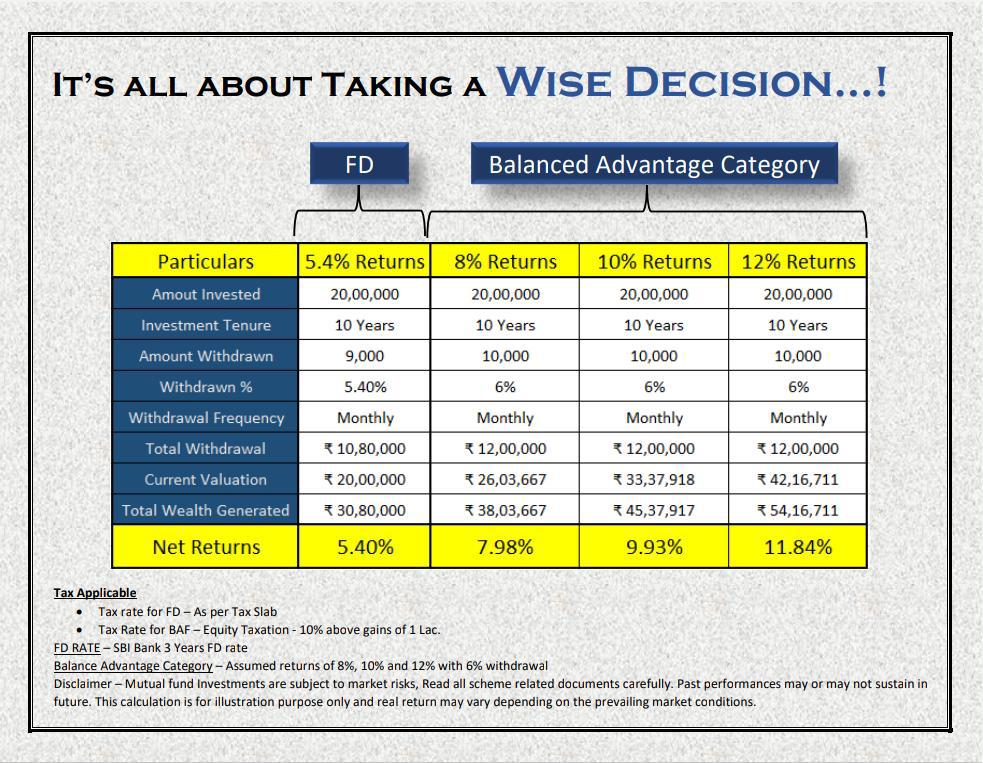 It's all about Taking a Wise Decision...!
FD Balanced Advantage Category
Particulars 5.4% Returns 8% Returns 10% Returns 12% Returns
Amout Invested 20,00,000 20,00,000 20,00,000 20,00,000
Investment Tenure 10 Years 10 Years 10 Years 10 Years
Amount Withdrawn 9,000 10,000 10,000 10,000
Withdrawn % 5.40% 6% 6% 6%
Withdrawal Frequency Monthly Monthly Monthly Monthly
Total Withdrawal ₹ 10,80,000 ₹ 12,00,000 ₹ 12,00,000 ₹ 12,00,000
Current Valuation ₹ 20,00,000 ₹ 26,03,667 ₹ 33,37,918 ₹ 42,16,711
Total Wealth Generated ₹ 30,80,000 ₹ 38,03,667 ₹ 45,37,917 ₹ 54,16,711
Net Returns 5.40% 7.98% 9.93% 11.84%
Tax Applicable
• Tax rate for FD – As per Tax Slab
• Tax Rate for BAF – Equity Taxation - 10% above gains of 1 Lac.
FD RATE – SBI Bank 3 Years FD rate
Balance Advantage Category – Assumed returns of 8%, 10% and 12% with 6% withdrawal
Disclaimer – Mutual fund Investments are subject to market risks, Read all scheme related documents carefully. Past performances may or may not sustain in
future. This calculation is for illustration purpose only and real return may vary depending on the prevailing market conditions.